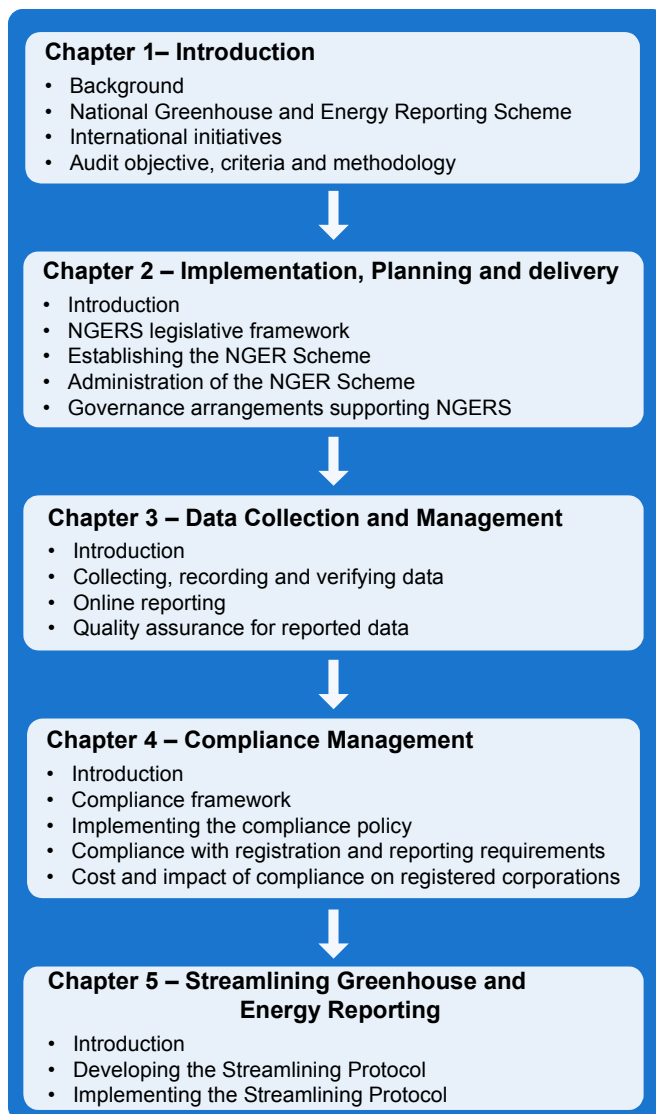 Chapter 1– Introduction
• Background
• National Greenhouse and Energy Reporting Scheme
• International initiatives
• Audit objective, criteria and methodology
Chapter 2 – Implementation, Planning and delivery
• Introduction
• NGERS legislative framework
• Establishing the NGER Scheme
• Administration of the NGER Scheme
• Governance arrangements supporting NGERS
Chapter 3 – Data Collection and Management
• Introduction
• Collecting, recording and verifying data
• Online reporting
• Quality assurance for reported data
Chapter 4 – Compliance Management
• Introduction
• Compliance framework
• Implementing the compliance policy
• Compliance with registration and reporting requirements
• Cost and impact of compliance on registered corporations
Chapter 5 – Streamlining Greenhouse and
Energy Reporting
• Introduction
• Developing the Streamlining Protocol
• Implementing the Streamlining Protocol